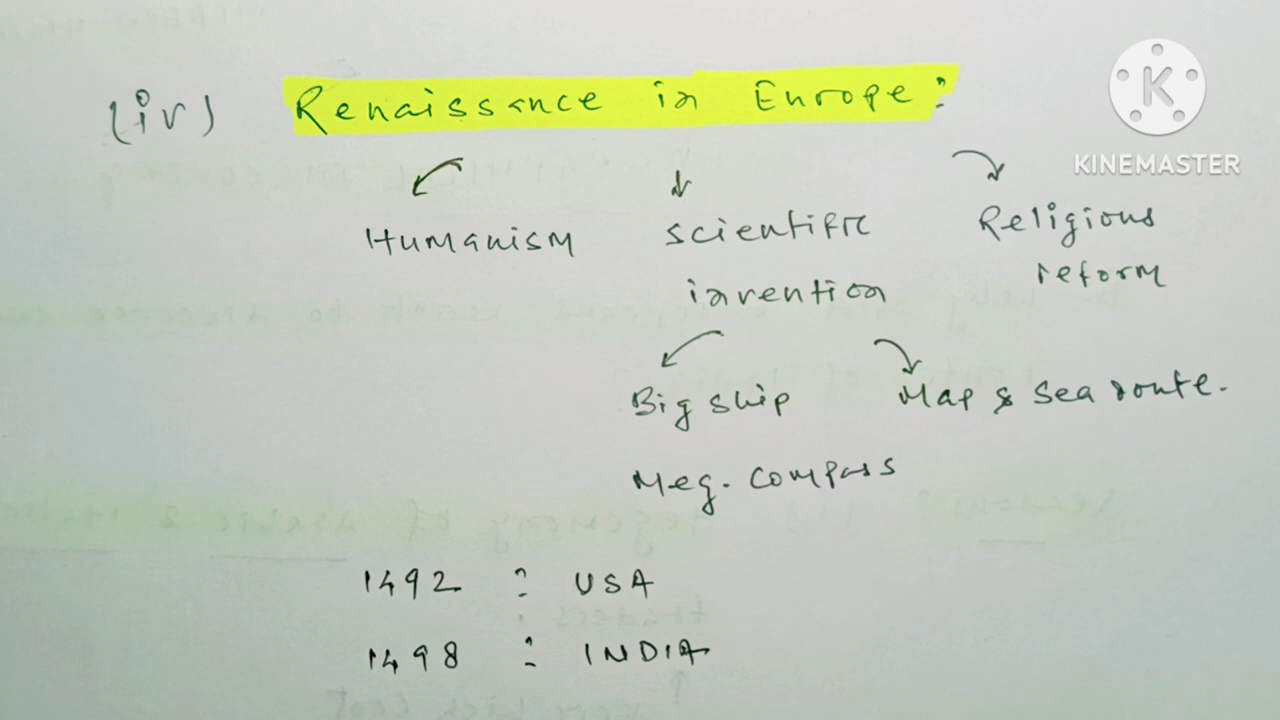 (iv) Renaissance in Europe:
KINEMASTER
Humanism scientific Religious
invention reform
Big ship Map & Sea route.
Meg. compass
1492 : USA
1498 : INDIA